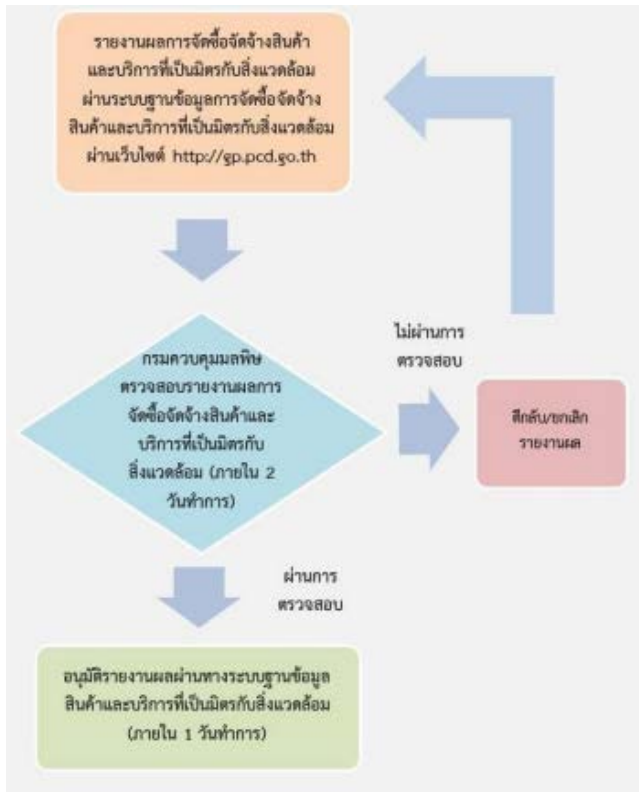 รายงานผลการจัดซื้อจัดจ้างสินค้า
และบริการที่เป็นมิตรกับสิ่งแวดล้อม
ผ่านระบบฐานข้อมูลการจัดซื้อจัดจ้าง
สินค้าและบริการที่เป็นมิตรกับสิ่งแวดล้อม
ผ่านเว็บไซต์ http://gp.pcd.go.th
ไม่ผ่านการ
ตรวจสอบ
กรมควบคุมมลพิษ
ตรวจสอบรายงานผลการ
จัดซื้อจัดจ้างสินค้าและ
บริการที่เป็นมิตรกับ
สิ่งแวดล้อม (ภายใน 2
วันทำการ)
ตีกลับ/ยกเลิก
รายงานผล
ผ่านการ
ตรวจสอบ
อนุมัติรายงานผลผ่านทางระบบฐานข้อมูล
สินค้าและบริการที่เป็นมิตรกับสิ่งแวดล้อม
(ภายใน 1 วันทำการ)